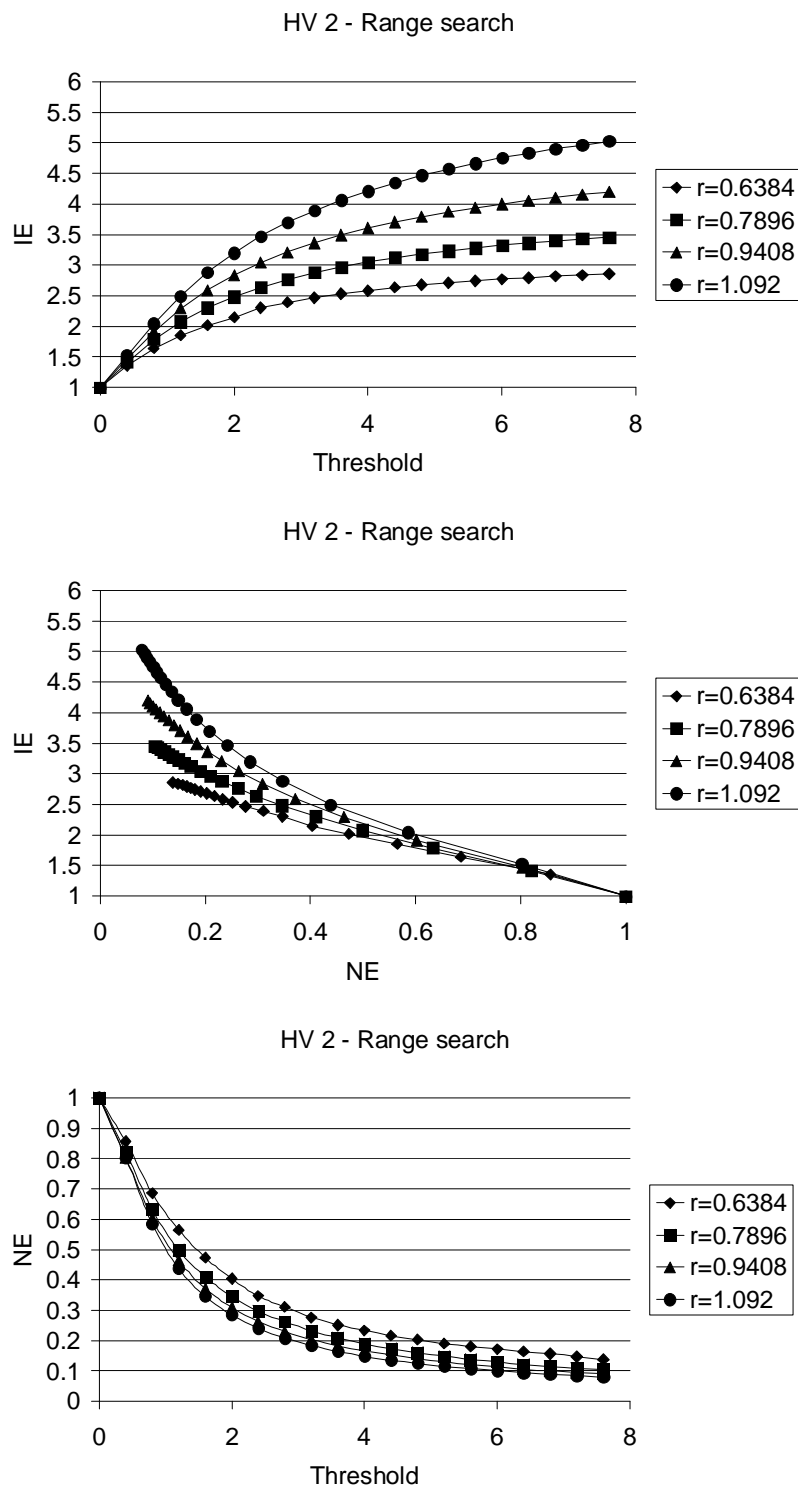 HV 2 - Range search
6
5.5
5
4.5
4
3.5
3
2.5
2
1.5
1
IE
0 2 4 6 8
Threshold
r=0.6384
r=0.7896
r=0.9408
r=1.092
HV 2 - Range search
6
5.5
5
4.5
4
3.5
3
2.5
2
1.5
1
IE
0 0.2 0.4 0.6 0.8 1
NE
r=0.6384
r=0.7896
r=0.9408
r=1.092
HV 2 - Range search
1
0.9
0.8
0.7
0.6
0.5
0.4
0.3
0.2
0.1
0
NE
0 2 4 6 8
Threshold
r=0.6384
r=0.7896
r=0.9408
r=1.092